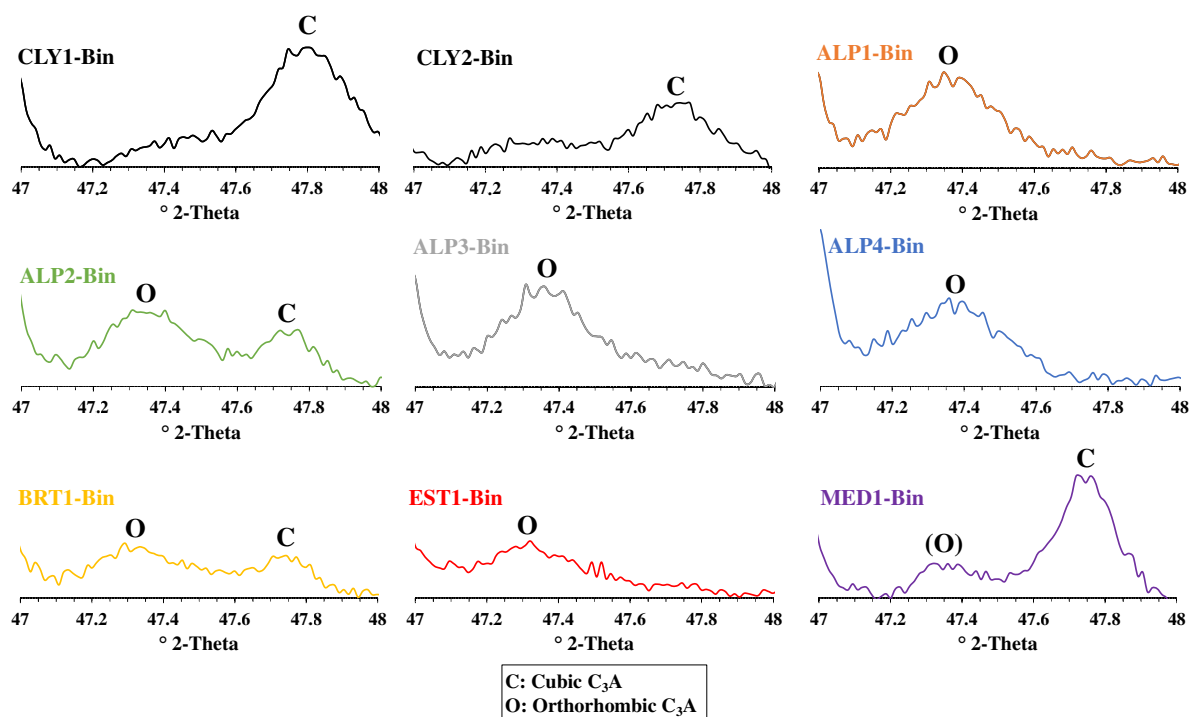 CLY1-Bin
C
47 47.2 47.4 47.6 47.8 48
° 2-Theta
CLY2-Bin
C
47 47.2 47.4 47.6 47.8 48
° 2-Theta
ALP1-Bin
O
47 47.2 47.4 47.6 47.8 48
° 2-Theta
ALP2-Bin
O C
47 47.2 47.4 47.6 47.8 48
° 2-Theta
ALP3-Bin
O
47 47.2 47.4 47.6 47.8 48
° 2-Theta
ALP4-Bin
O
47 47.2 47.4 47.6 47.8 48
° 2-Theta
BRT1-Bin
O C
47 47.2 47.4 47.6 47.8 48
° 2-Theta
EST1-Bin
O
47 47.2 47.4 47.6 47.8 48
° 2-Theta
MED1-Bin
(O) C
47 47.2 47.4 47.6 47.8 48
° 2-Theta
C: Cubic C₃A
O: Orthorhombic C₃A